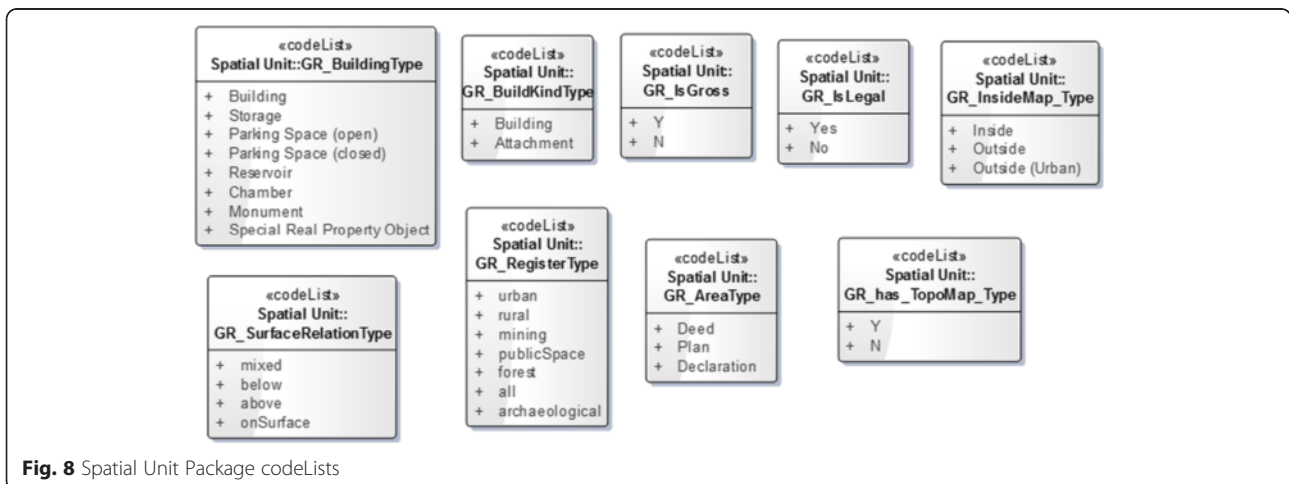 «codeList»
Spatial Unit::GR_BuildingType
+ Building
+ Storage
+ Parking Space (open)
+ Parking Space (closed)
+ Reservoir
+ Chamber
+ Monument
+ Special Real Property Object
«codeList»
Spatial Unit::
GR_BuildKindType
+ Building
+ Attachment
«codeList»
Spatial Unit::
GR_IsGross
+ Y
+ N
«codeList»
Spatial Unit::
GR_IsLegal
+ Yes
+ No
«codeList»
Spatial Unit::
GR_InsideMap_Type
+ Inside
+ Outside
+ Outside (Urban)
«codeList»
Spatial Unit::
GR_SurfaceRelationType
+ mixed
+ below
+ above
+ onSurface
«codeList»
Spatial Unit::
GR_RegisterType
+ urban
+ rural
+ mining
+ publicSpace
+ forest
+ all
+ archaeological
«codeList»
Spatial Unit::
GR_AreaType
+ Deed
+ Plan
+ Declaration
«codeList»
Spatial Unit::
GR_has_TopoMap_Type
+ Y
+ N
Fig. 8 Spatial Unit Package codeLists